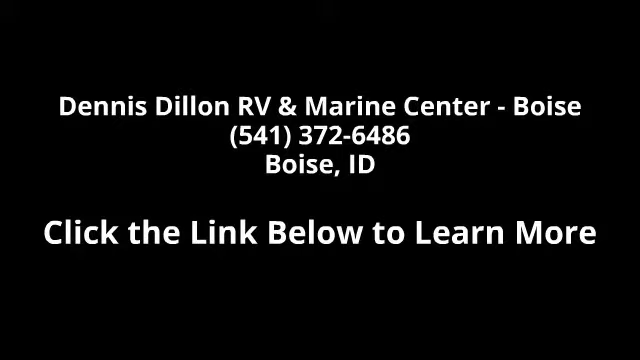 Dennis Dillon RV & Marine Center - Boise
(541) 372-6486
Boise, ID
Click the Link Below to Learn More